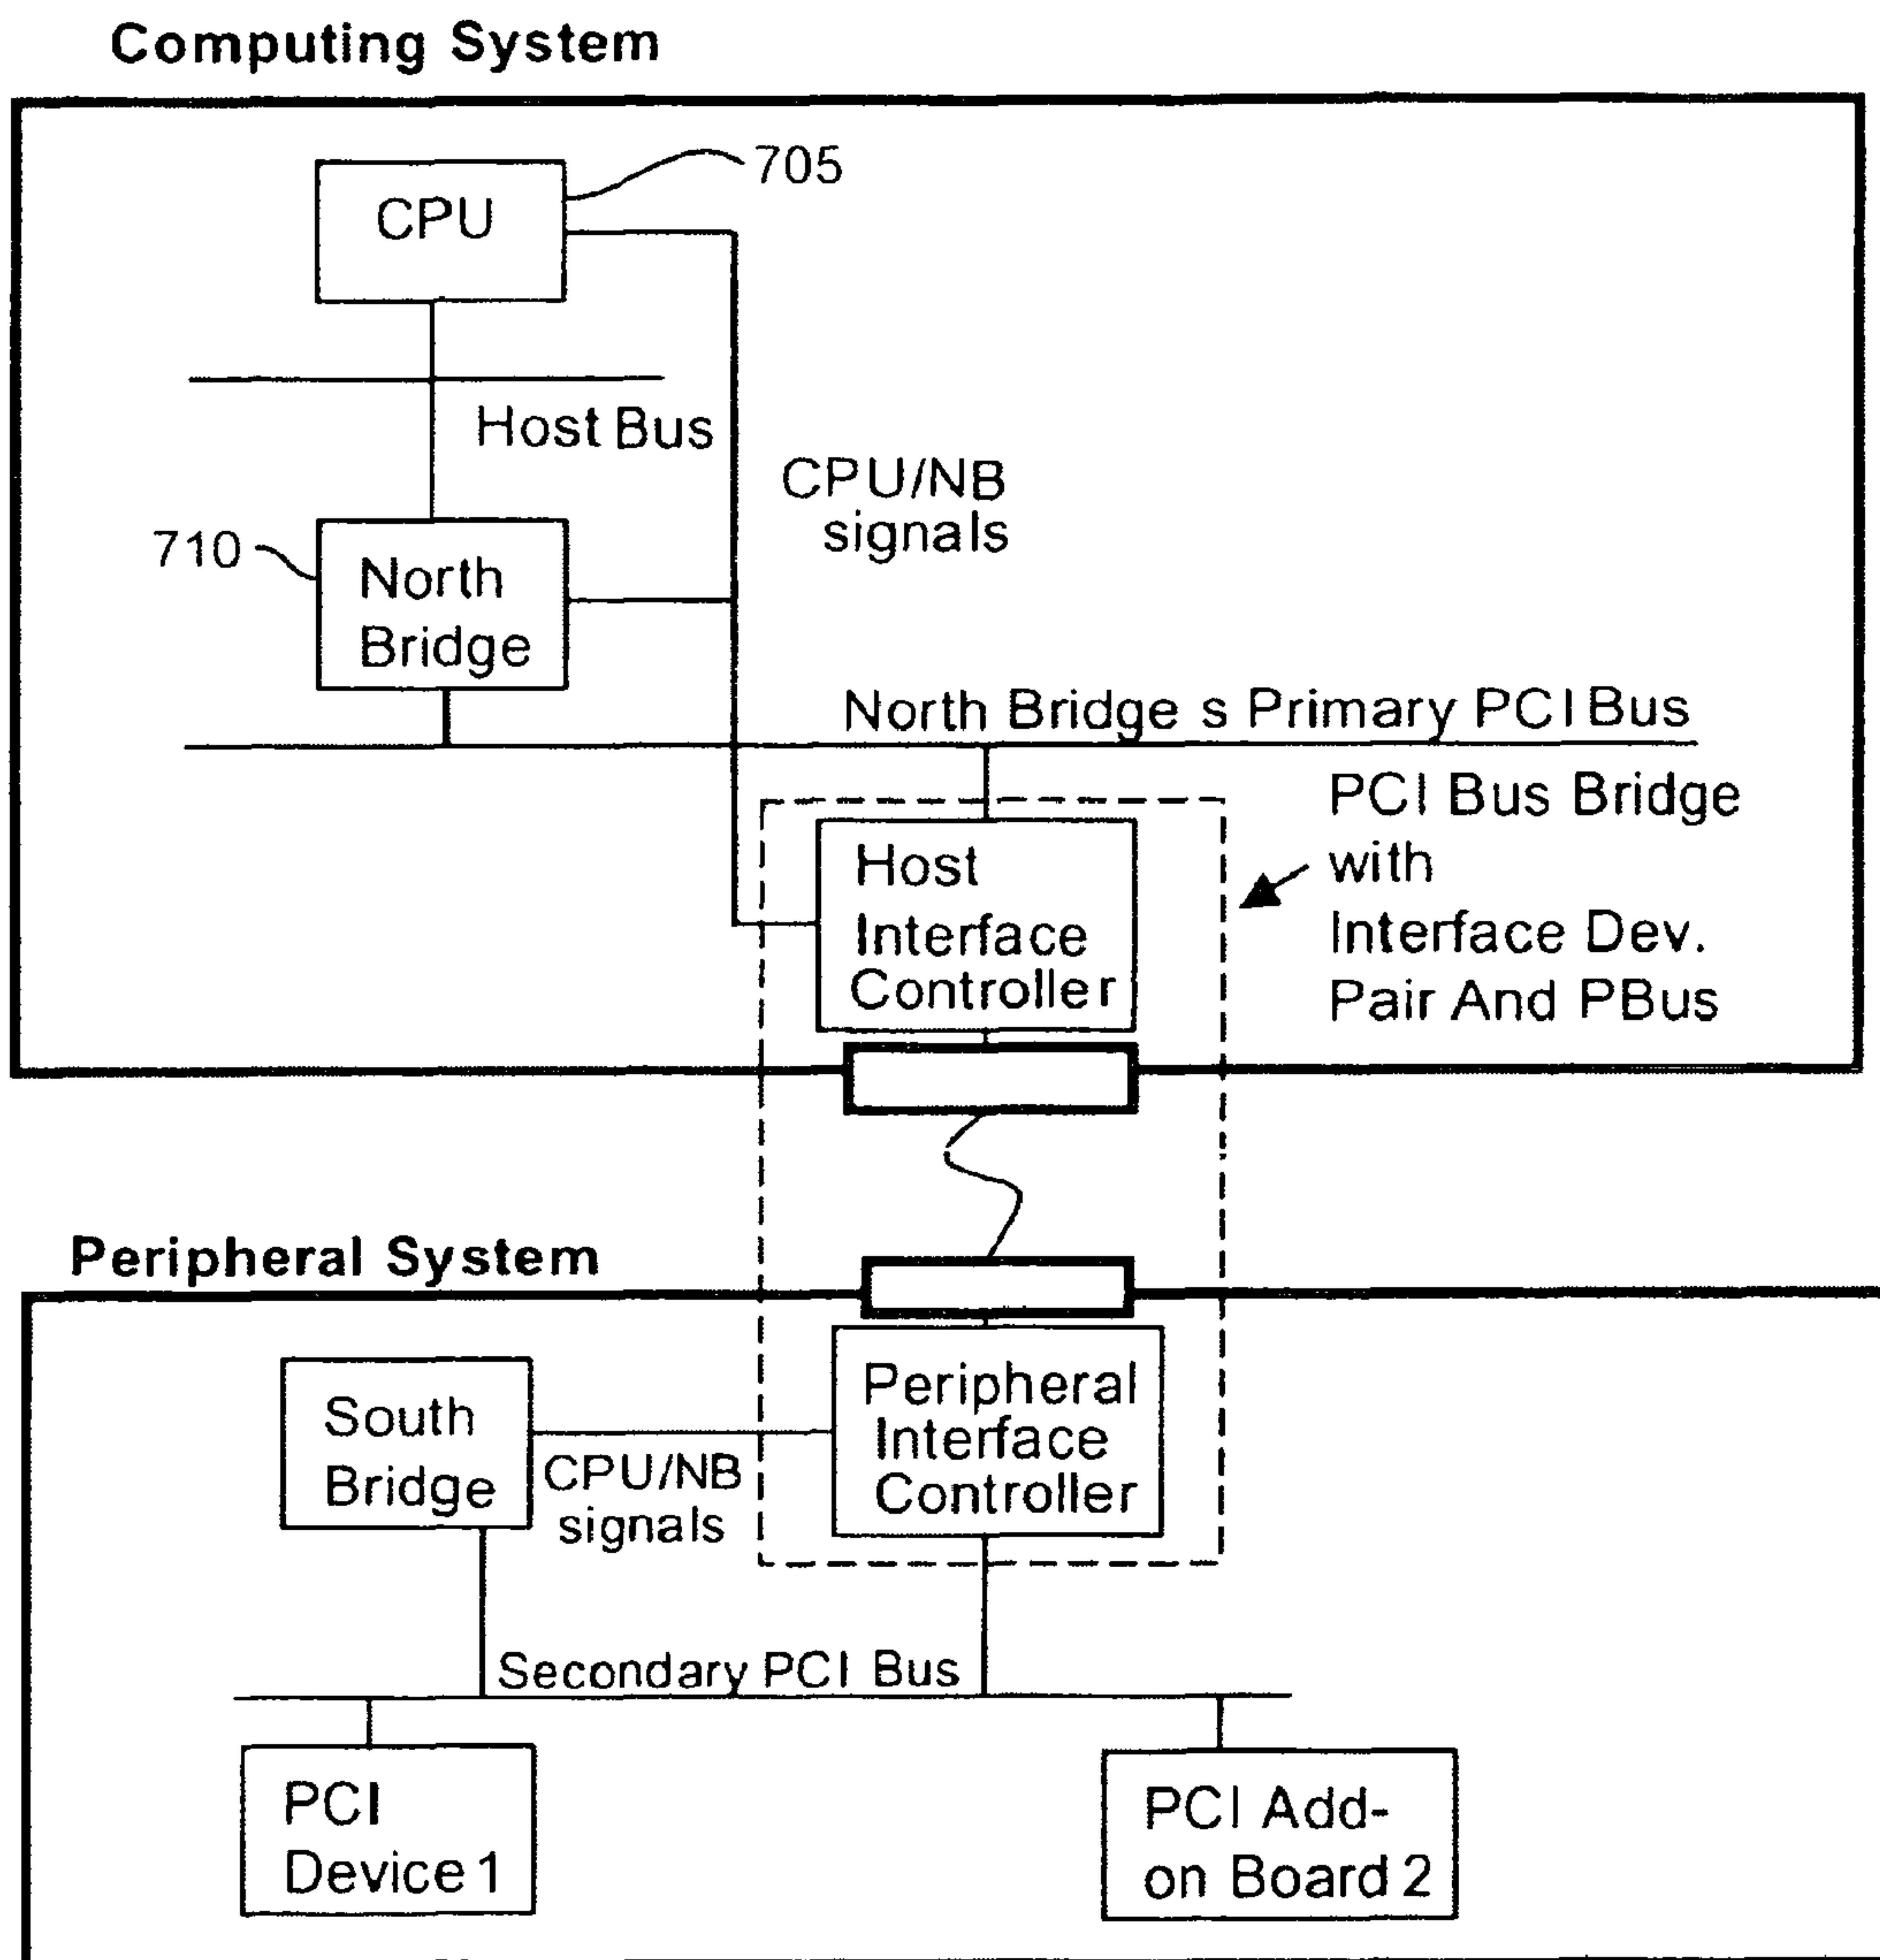 Computing System
705
CPU
Host Bus
CPU/NB
signals
710
North
Bridge
North Bridge s Primary PCI Bus
PCI Bus Bridge
with
Interface Dev.
Pair And PBus
Host
Interface
Controller
Peripheral System
South
Bridge
CPU/NB
signals
Peripheral
Interface
Controller
Secondary PCI Bus
PCI
Device 1
PCI Add-
on Board 2